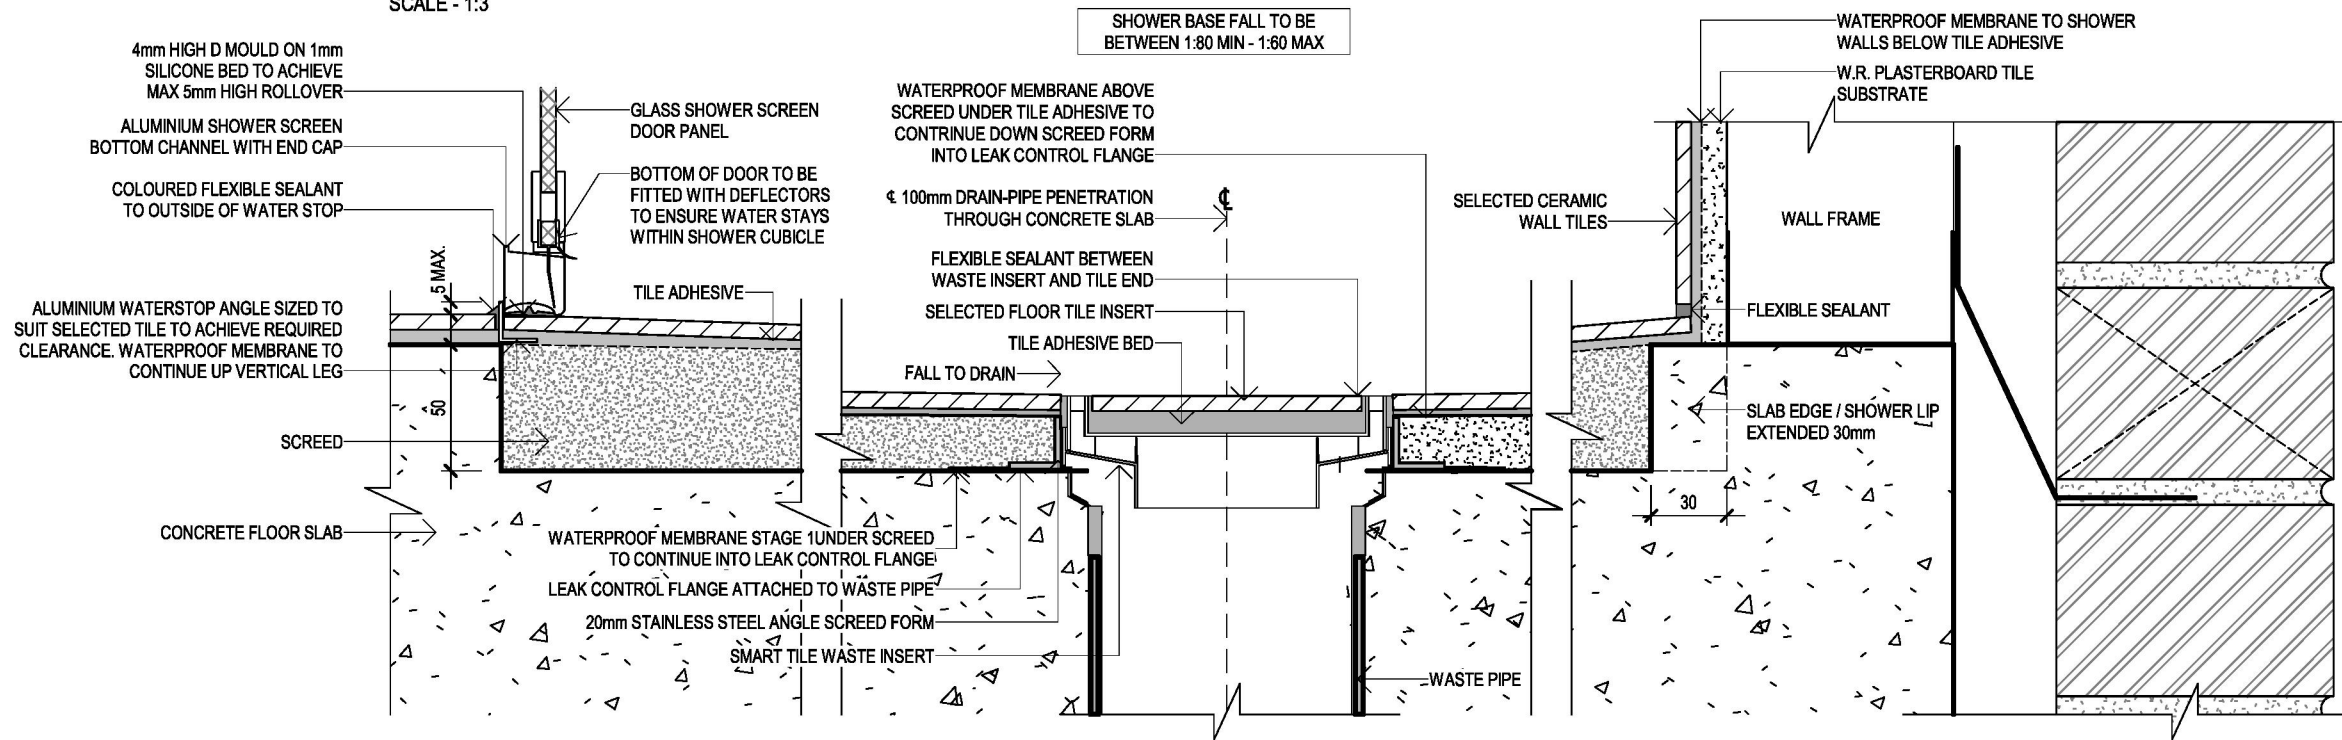 SCALE - 1:3
SHOWER BASE FALL TO BE
BETWEEN 1:80 MIN - 1:60 MAX
4mm HIGH D MOULD ON 1mm
SILICONE BED TO ACHIEVE
MAX 5mm HIGH ROLLOVER
ALUMINIUM SHOWER SCREEN
BOTTOM CHANNEL WITH END CAP
COLOURED FLEXIBLE SEALANT
TO OUTSIDE OF WATER STOP
5 MAX.
ALUMINIUM WATERSTOP ANGLE SIZED TO
SUIT SELECTED TILE TO ACHIEVE REQUIRED
CLEARANCE. WATERPROOF MEMBRANE TO
CONTINUE UP VERTICAL LEG
50
SCREED
CONCRETE FLOOR SLAB
GLASS SHOWER SCREEN
DOOR PANEL
BOTTOM OF DOOR TO BE
FITTED WITH DEFLECTORS
TO ENSURE WATER STAYS
WITHIN SHOWER CUBICLE
TILE ADHESIVE
WATERPROOF MEMBRANE ABOVE
SCREED UNDER TILE ADHESIVE TO
CONTRINUE DOWN SCREED FORM
INTO LEAK CONTROL FLANGE
℄ 100mm DRAIN-PIPE PENETRATION
THROUGH CONCRETE SLAB
℄
FLEXIBLE SEALANT BETWEEN
WASTE INSERT AND TILE END
SELECTED FLOOR TILE INSERT
TILE ADHESIVE BED
FALL TO DRAIN
WATERPROOF MEMBRANE STAGE 1UNDER SCREED
TO CONTINUE INTO LEAK CONTROL FLANGE
LEAK CONTROL FLANGE ATTACHED TO WASTE PIPE
20mm STAINLESS STEEL ANGLE SCREED FORM
SMART TILE WASTE INSERT
WASTE PIPE
WATERPROOF MEMBRANE TO SHOWER
WALLS BELOW TILE ADHESIVE
W.R. PLASTERBOARD TILE
SUBSTRATE
SELECTED CERAMIC
WALL TILES
WALL FRAME
FLEXIBLE SEALANT
SLAB EDGE / SHOWER LIP
EXTENDED 30mm
30